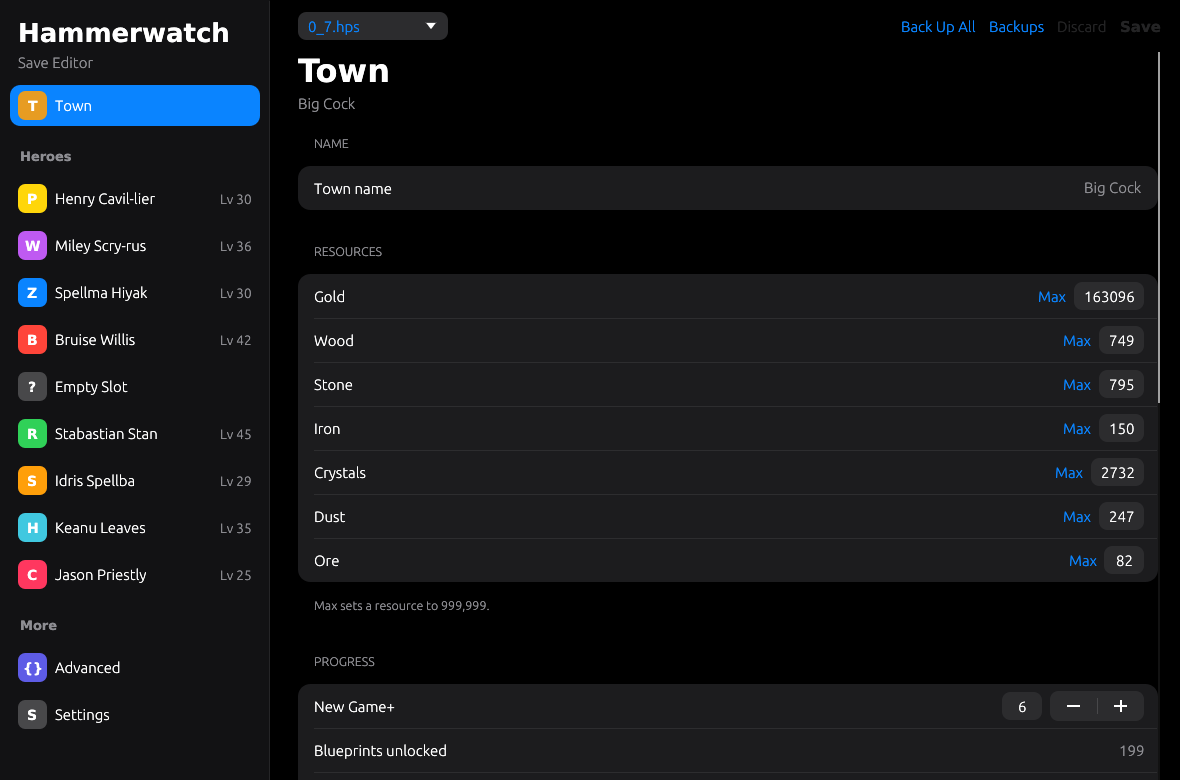 Hammerwatch
Save Editor
T Town
Heroes
P Henry Cavil-lier Lv 30
W Miley Scry-rus Lv 36
Z Spellma Hiyak Lv 30
B Bruise Willis Lv 42
? Empty Slot
R Stabastian Stan Lv 45
S Idris Spellba Lv 29
H Keanu Leaves Lv 35
C Jason Priestly Lv 25
More
{} Advanced
S Settings
0_7.hps
Back Up All Backups Discard Save
Town
Big Cock
NAME
Town name Big Cock
RESOURCES
Gold Max 163096
Wood Max 749
Stone Max 795
Iron Max 150
Crystals Max 2732
Dust Max 247
Ore Max 82
Max sets a resource to 999,999.
PROGRESS
New Game+ 6 − +
Blueprints unlocked 199